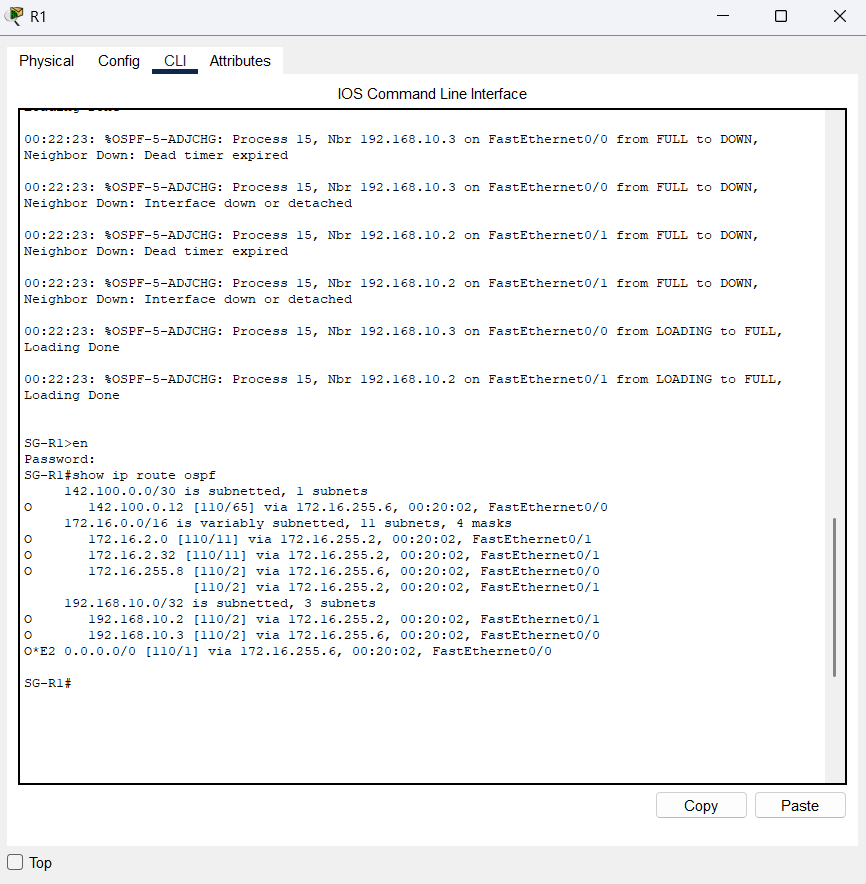 R1
Physical Config CLI Attributes
IOS Command Line Interface
00:22:23: %OSPF-5-ADJCHG: Process 15, Nbr 192.168.10.3 on FastEthernet0/0 from FULL to DOWN,
Neighbor Down: Dead timer expired
00:22:23: %OSPF-5-ADJCHG: Process 15, Nbr 192.168.10.3 on FastEthernet0/0 from FULL to DOWN,
Neighbor Down: Interface down or detached
00:22:23: %OSPF-5-ADJCHG: Process 15, Nbr 192.168.10.2 on FastEthernet0/1 from FULL to DOWN,
Neighbor Down: Dead timer expired
00:22:23: %OSPF-5-ADJCHG: Process 15, Nbr 192.168.10.2 on FastEthernet0/1 from FULL to DOWN,
Neighbor Down: Interface down or detached
00:22:23: %OSPF-5-ADJCHG: Process 15, Nbr 192.168.10.3 on FastEthernet0/0 from LOADING to FULL,
Loading Done
00:22:23: %OSPF-5-ADJCHG: Process 15, Nbr 192.168.10.2 on FastEthernet0/1 from LOADING to FULL,
Loading Done
SG-R1>en
Password:
SG-R1#show ip route ospf
142.100.0.0/30 is subnetted, 1 subnets
O 142.100.0.12 [110/65] via 172.16.255.6, 00:20:02, FastEthernet0/0
172.16.0.0/16 is variably subnetted, 11 subnets, 4 masks
O 172.16.2.0 [110/11] via 172.16.255.2, 00:20:02, FastEthernet0/1
O 172.16.2.32 [110/11] via 172.16.255.2, 00:20:02, FastEthernet0/1
O 172.16.255.8 [110/2] via 172.16.255.6, 00:20:02, FastEthernet0/0
[110/2] via 172.16.255.2, 00:20:02, FastEthernet0/1
192.168.10.0/32 is subnetted, 3 subnets
O 192.168.10.2 [110/2] via 172.16.255.2, 00:20:02, FastEthernet0/1
O 192.168.10.3 [110/2] via 172.16.255.6, 00:20:02, FastEthernet0/0
O*E2 0.0.0.0/0 [110/1] via 172.16.255.6, 00:20:02, FastEthernet0/0
SG-R1#
Copy Paste
Top